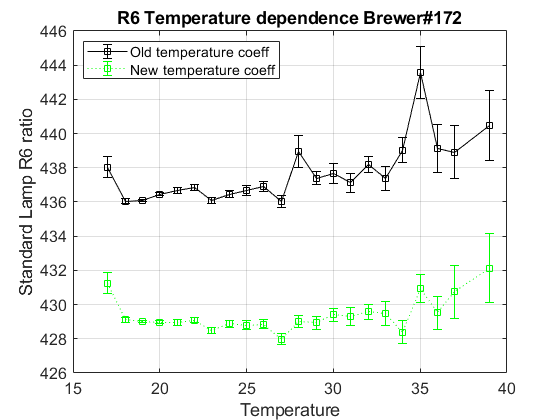 R6 Temperature dependence Brewer#172
446
444
442
440
438
436
434
432
430
428
426
Standard Lamp R6 ratio
Old temperature coeff
New temperature coeff
15 20 25 30 35 40
Temperature